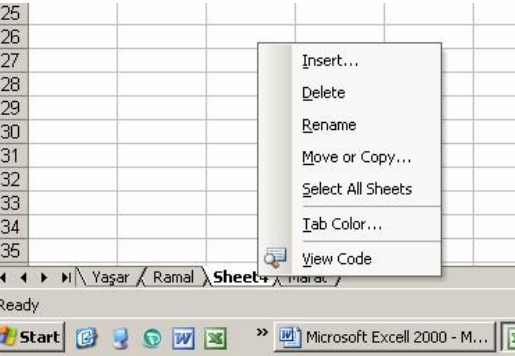 25
26
27
28
29
30
31
32
33
34
35
Insert...
Delete
Rename
Move or Copy...
Select All Sheets
Tab Color...
View Code
Yaşar / Ramal \ Sheet4 / Marat /
Ready
Start
» Microsoft Excell 2000 - M...